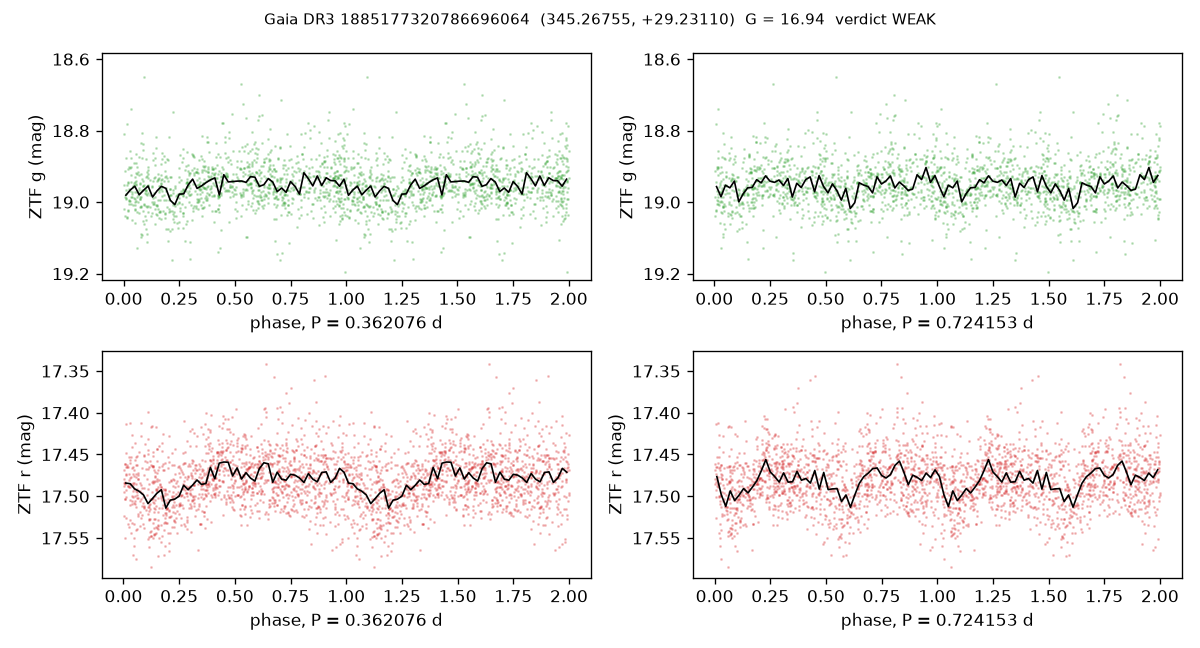 Gaia DR3 1885177320786696064 (345.26755, +29.23110) G = 16.94 verdict WEAK
ZTF g (mag)
18.6
18.8
19.0
19.2
0.00 0.25 0.50 0.75 1.00 1.25 1.50 1.75 2.00
phase, P = 0.362076 d
ZTF g (mag)
18.6
18.8
19.0
19.2
0.00 0.25 0.50 0.75 1.00 1.25 1.50 1.75 2.00
phase, P = 0.724153 d
ZTF r (mag)
17.35
17.40
17.45
17.50
17.55
0.00 0.25 0.50 0.75 1.00 1.25 1.50 1.75 2.00
phase, P = 0.362076 d
ZTF r (mag)
17.35
17.40
17.45
17.50
17.55
0.00 0.25 0.50 0.75 1.00 1.25 1.50 1.75 2.00
phase, P = 0.724153 d